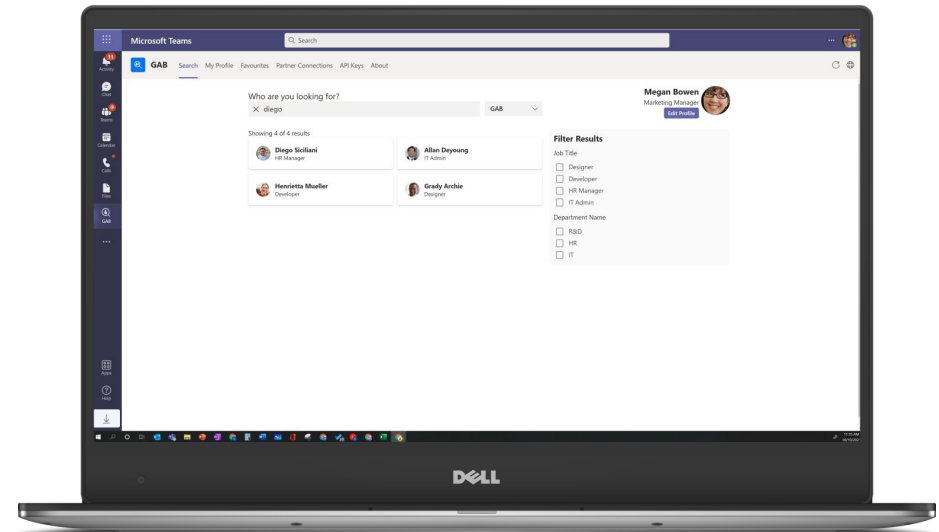 Microsoft Teams
Search
11
Activity
Chat
Teams
Calendar
Calls
Files
GAB
Apps
Help
GAB
Search My Profile Favourites Partner Connections API Keys About
Who are you looking for?
diego
GAB
Megan Bowen
Marketing Manager
Edit Profile
Showing 4 of 4 results
Diego Siciliani
HR Manager
Allan Deyoung
IT Admin
Henrietta Mueller
Developer
Grady Archie
Designer
Filter Results
Job Title
Designer
Developer
HR Manager
IT Admin
Department Name
R&D
HR
IT
DELL